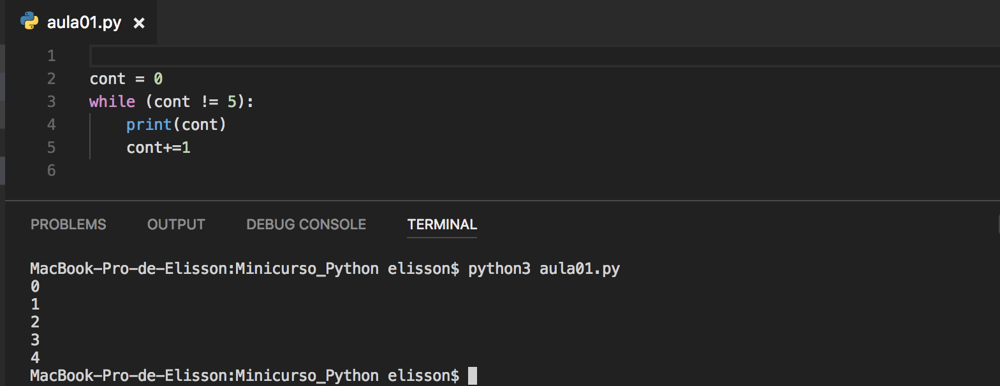 aula01.py ×
1
2 cont = 0
3 while (cont != 5):
4     print(cont)
5     cont+=1
6
PROBLEMS OUTPUT DEBUG CONSOLE TERMINAL
MacBook-Pro-de-Elisson:Minicurso_Python elisson$ python3 aula01.py
0
1
2
3
4
MacBook-Pro-de-Elisson:Minicurso_Python elisson$